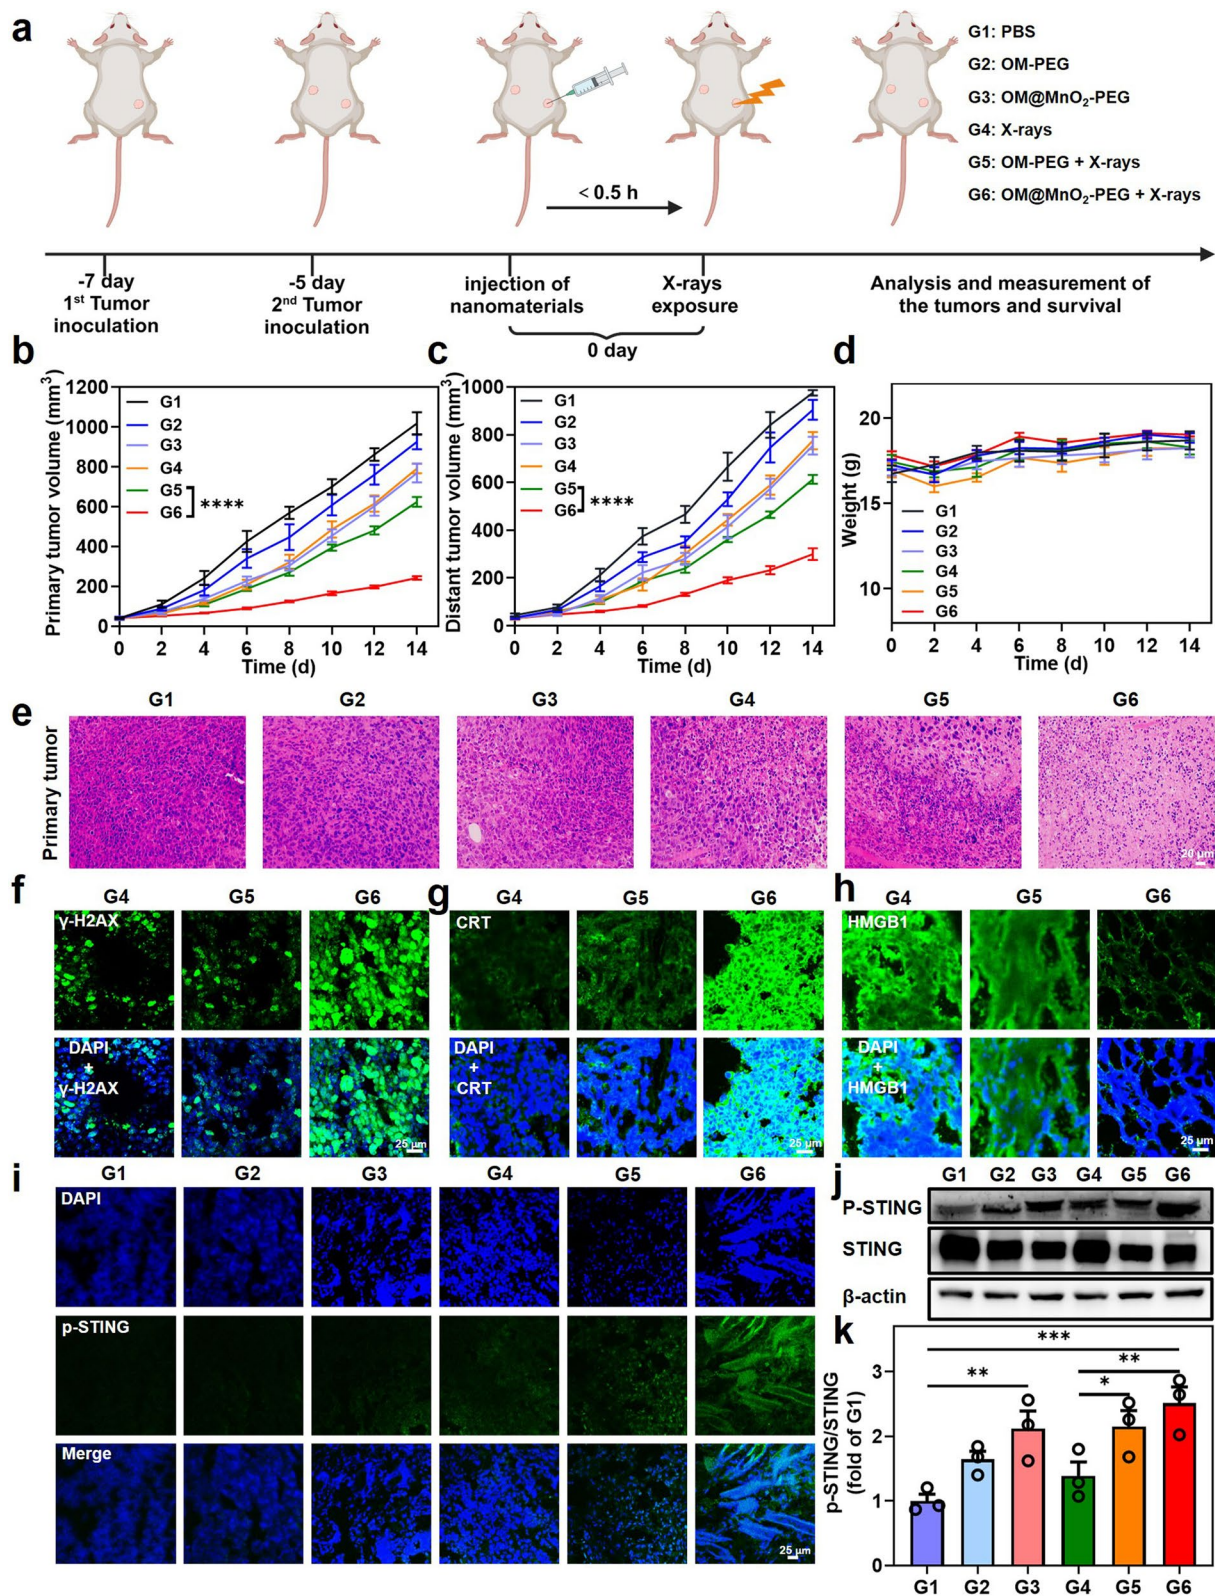 a
G1: PBS
G2: OM-PEG
G3: OM@MnO₂-PEG
G4: X-rays
G5: OM-PEG + X-rays
G6: OM@MnO₂-PEG + X-rays
< 0.5 h
-7 day
1st Tumor
inoculation
-5 day
2nd Tumor
inoculation
injection of
nanomaterials
X-rays
exposure
0 day
Analysis and measurement of
the tumors and survival
b
Primary tumor volume (mm³)
1200
1000
800
600
400
200
0
G1
G2
G3
G4
G5
G6
****
0 2 4 6 8 10 12 14
Time (d)
c
Distant tumor volume (mm³)
1000
800
600
400
200
0
G1
G2
G3
G4
G5
G6
****
0 2 4 6 8 10 12 14
Time (d)
d
Weight (g)
20
15
10
G1
G2
G3
G4
G5
G6
0 2 4 6 8 10 12 14
Time (d)
e
G1 G2 G3 G4 G5 G6
Primary tumor
20 μm
f
G4 G5 G6
γ-H2AX
DAPI
+
γ-H2AX
25 μm
g
G4 G5 G6
CRT
DAPI
+
CRT
25 μm
h
G4 G5 G6
HMGB1
DAPI
+
HMGB1
25 μm
i
G1 G2 G3 G4 G5 G6
DAPI
p-STING
Merge
25 μm
j
G1 G2 G3 G4 G5 G6
P-STING
STING
β-actin
k
p-STING/STING
(fold of G1)
3
2
1
0
***
**
**
*
G1 G2 G3 G4 G5 G6